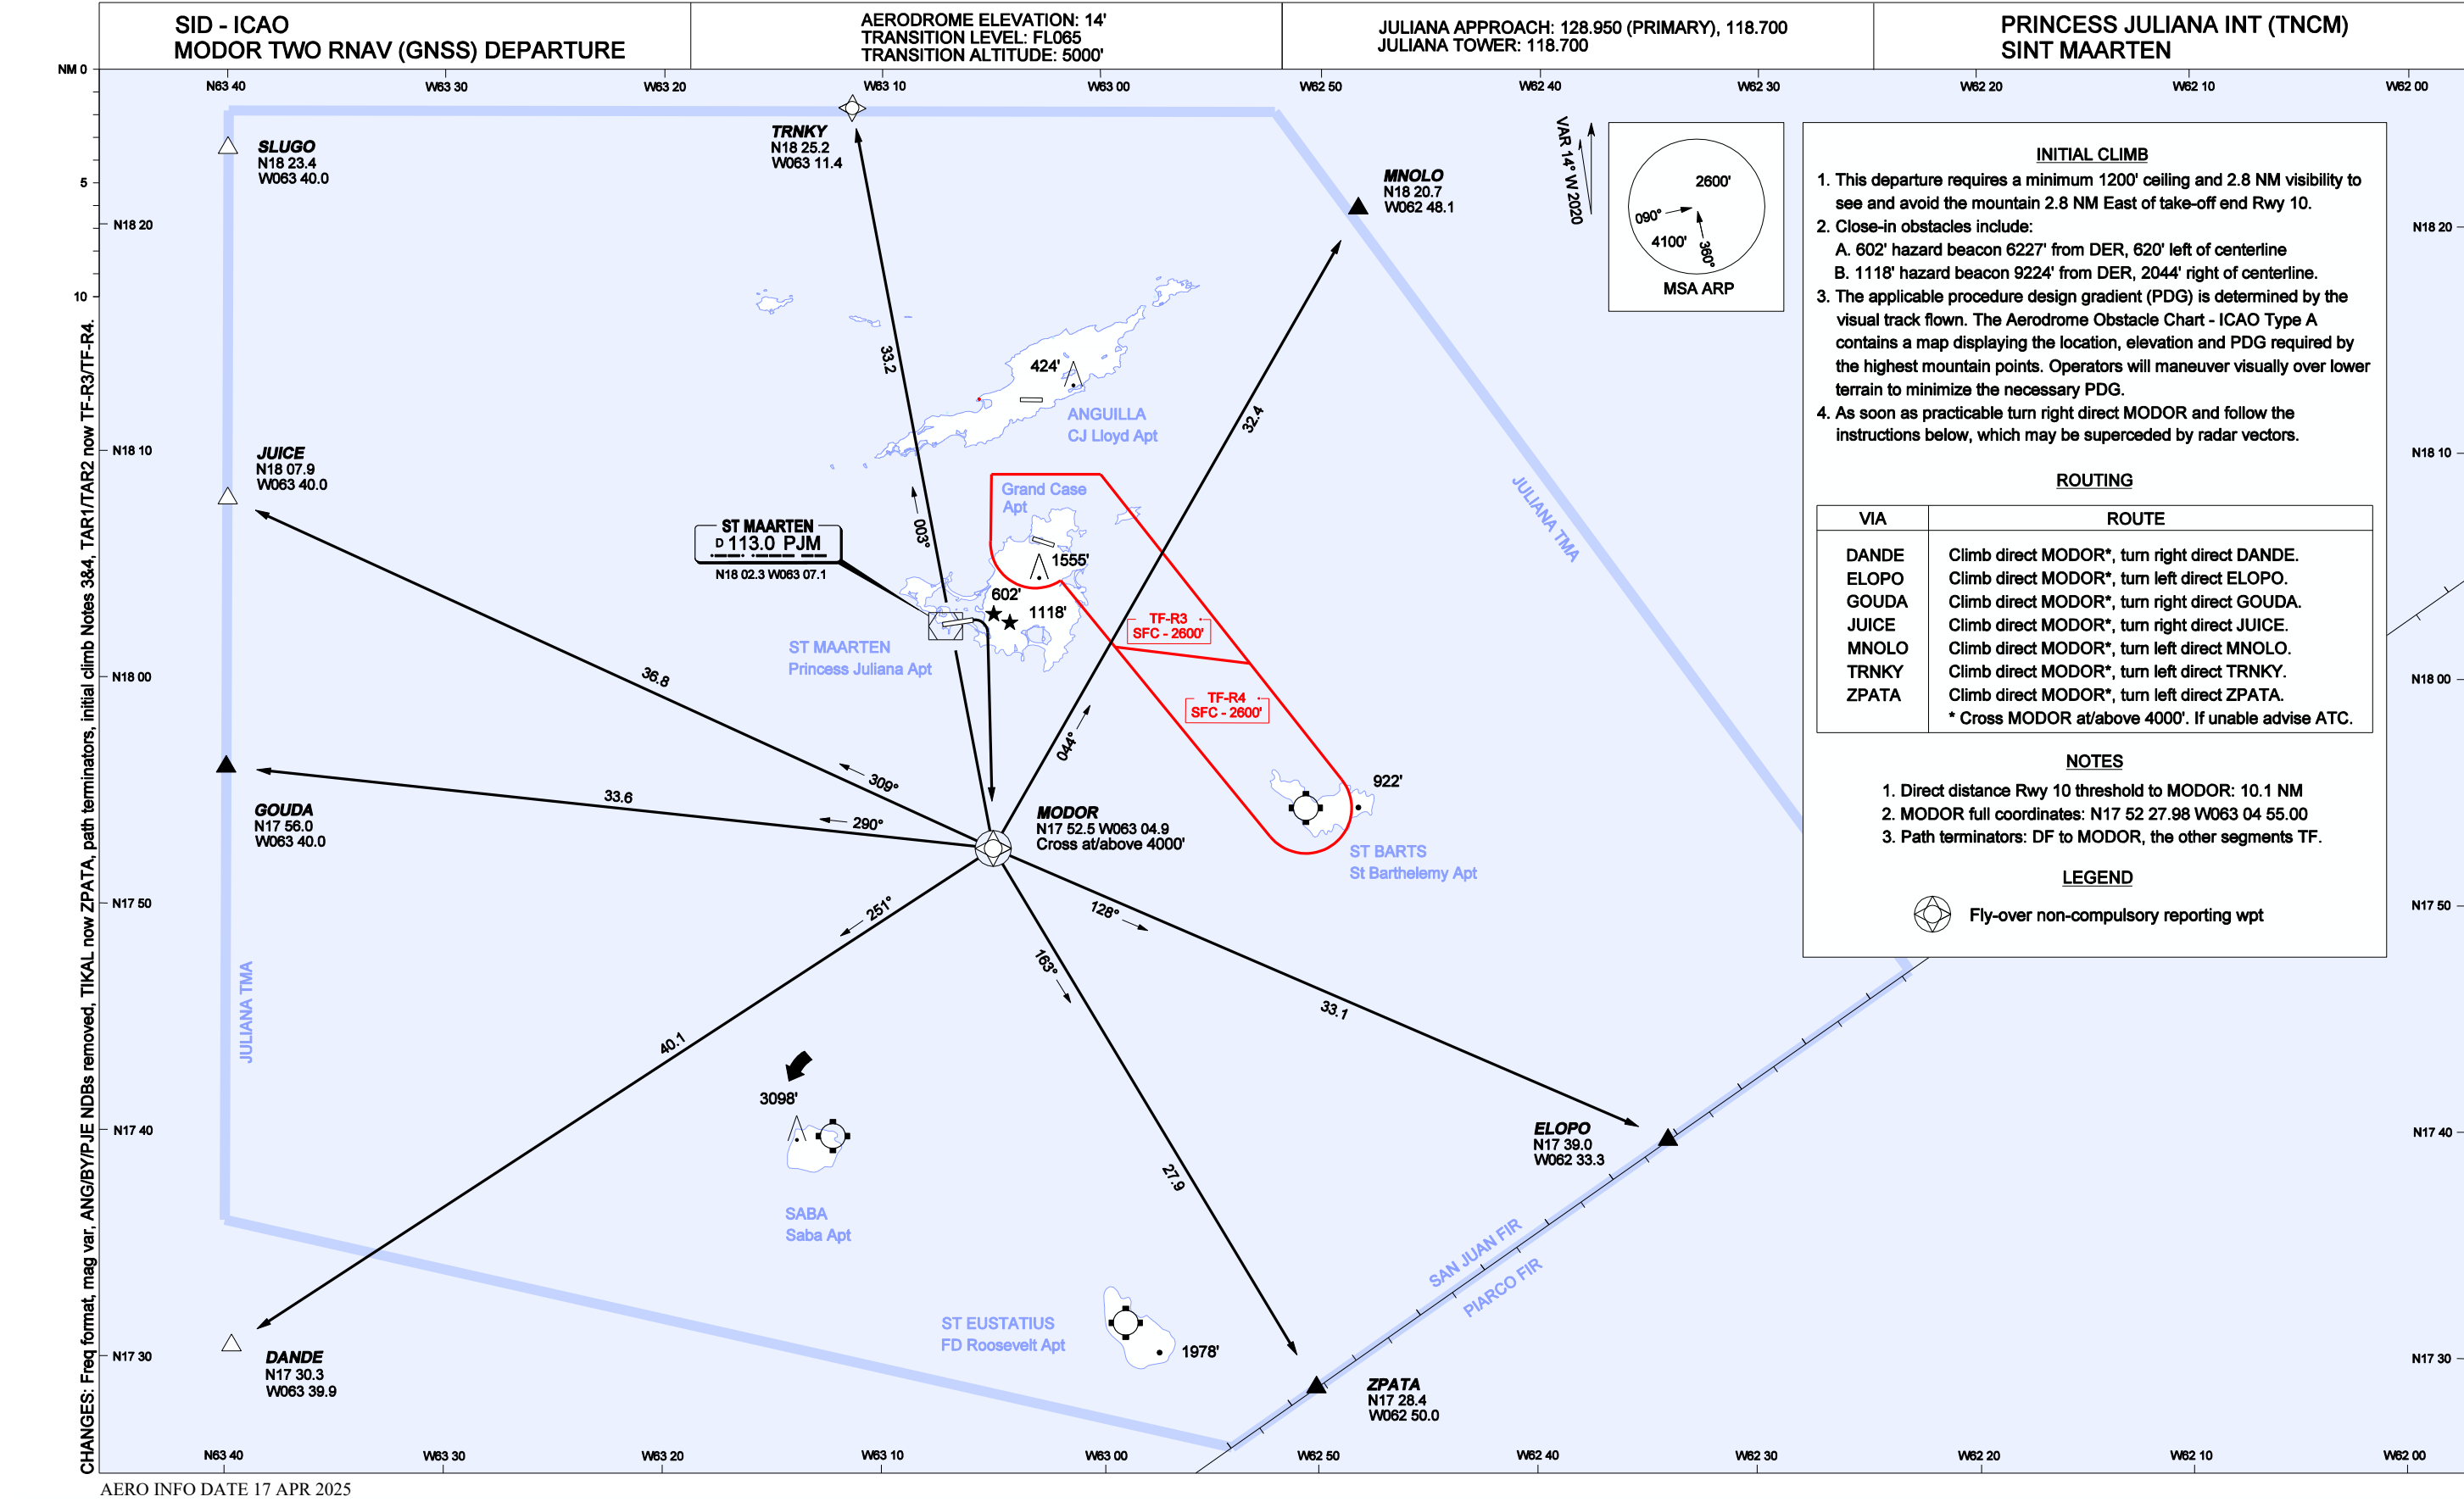 SID - ICAO
MODOR TWO RNAV (GNSS) DEPARTURE
AERODROME ELEVATION: 14'
TRANSITION LEVEL: FL065
TRANSITION ALTITUDE: 5000'
JULIANA APPROACH: 128.950 (PRIMARY), 118.700
JULIANA TOWER: 118.700
PRINCESS JULIANA INT (TNCM)
SINT MAARTEN
NM 0
5
10
N63 40
W63 30
W63 20
W63 10
W63 00
W62 50
W62 40
W62 30
W62 20
W62 10
W62 00
N18 20
N18 10
N18 00
N17 50
N17 40
N17 30
N18 20
N18 10
N18 00
N17 50
N17 40
N17 30
CHANGES: Freq format, mag var, ANG/BY/PJE NDBs removed, TIKAL now ZPATA, path terminators, initial climb Notes 3&4, TAR1/TAR2 now TF-R3/TF-R4.
SLUGO
N18 23.4
W063 40.0
TRNKY
N18 25.2
W063 11.4
MNOLO
N18 20.7
W062 48.1
VAR 14° W 2020
2600'
090°
4100'
360°
MSA ARP
33.2
32.4
424'
ANGUILLA
CJ Lloyd Apt
JUICE
N18 07.9
W063 40.0
Grand Case
Apt
JULIANA TMA
003°
ST MAARTEN
D 113.0 PJM
N18 02.3 W063 07.1
1555'
602'
1118'
TF-R3
SFC - 2600'
ST MAARTEN
Princess Juliana Apt
36.8
TF-R4
SFC - 2600'
044°
309°
33.6
290°
GOUDA
N17 56.0
W063 40.0
MODOR
N17 52.5 W063 04.9
Cross at/above 4000'
922'
ST BARTS
St Barthelemy Apt
251°
128°
163°
JULIANA TMA
40.1
33.1
3098'
27.9
ELOPO
N17 39.0
W062 33.3
SABA
Saba Apt
SAN JUAN FIR
PIARCO FIR
ST EUSTATIUS
FD Roosevelt Apt
1978'
DANDE
N17 30.3
W063 39.9
ZPATA
N17 28.4
W062 50.0
INITIAL CLIMB
1. This departure requires a minimum 1200' ceiling and 2.8 NM visibility to
see and avoid the mountain 2.8 NM East of take-off end Rwy 10.
2. Close-in obstacles include:
A. 602' hazard beacon 6227' from DER, 620' left of centerline
B. 1118' hazard beacon 9224' from DER, 2044' right of centerline.
3. The applicable procedure design gradient (PDG) is determined by the
visual track flown. The Aerodrome Obstacle Chart - ICAO Type A
contains a map displaying the location, elevation and PDG required by
the highest mountain points. Operators will maneuver visually over lower
terrain to minimize the necessary PDG.
4. As soon as practicable turn right direct MODOR and follow the
instructions below, which may be superceded by radar vectors.
ROUTING
VIA ROUTE
DANDE Climb direct MODOR*, turn right direct DANDE.
ELOPO Climb direct MODOR*, turn left direct ELOPO.
GOUDA Climb direct MODOR*, turn right direct GOUDA.
JUICE Climb direct MODOR*, turn right direct JUICE.
MNOLO Climb direct MODOR*, turn left direct MNOLO.
TRNKY Climb direct MODOR*, turn left direct TRNKY.
ZPATA Climb direct MODOR*, turn left direct ZPATA.
* Cross MODOR at/above 4000'. If unable advise ATC.
NOTES
1. Direct distance Rwy 10 threshold to MODOR: 10.1 NM
2. MODOR full coordinates: N17 52 27.98 W063 04 55.00
3. Path terminators: DF to MODOR, the other segments TF.
LEGEND
Fly-over non-compulsory reporting wpt
N63 40
W63 30
W63 20
W63 10
W63 00
W62 50
W62 40
W62 30
W62 20
W62 10
W62 00
AERO INFO DATE 17 APR 2025